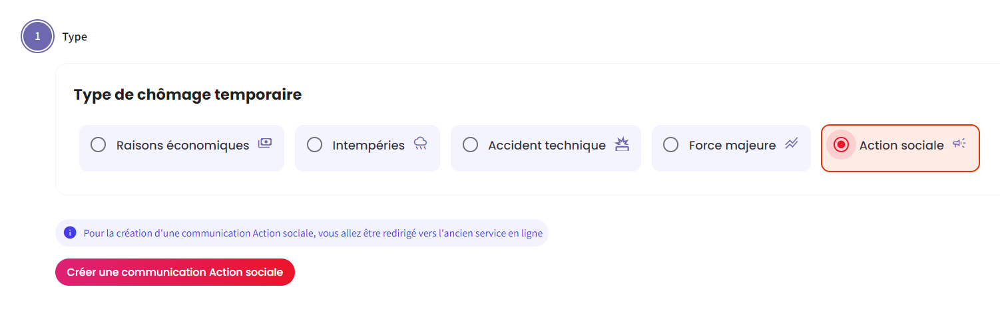 1 Type
Type de chômage temporaire
Raisons économiques Intempéries Accident technique Force majeure Action sociale
Pour la création d'une communication Action sociale, vous allez être redirigé vers l'ancien service en ligne
Créer une communication Action sociale